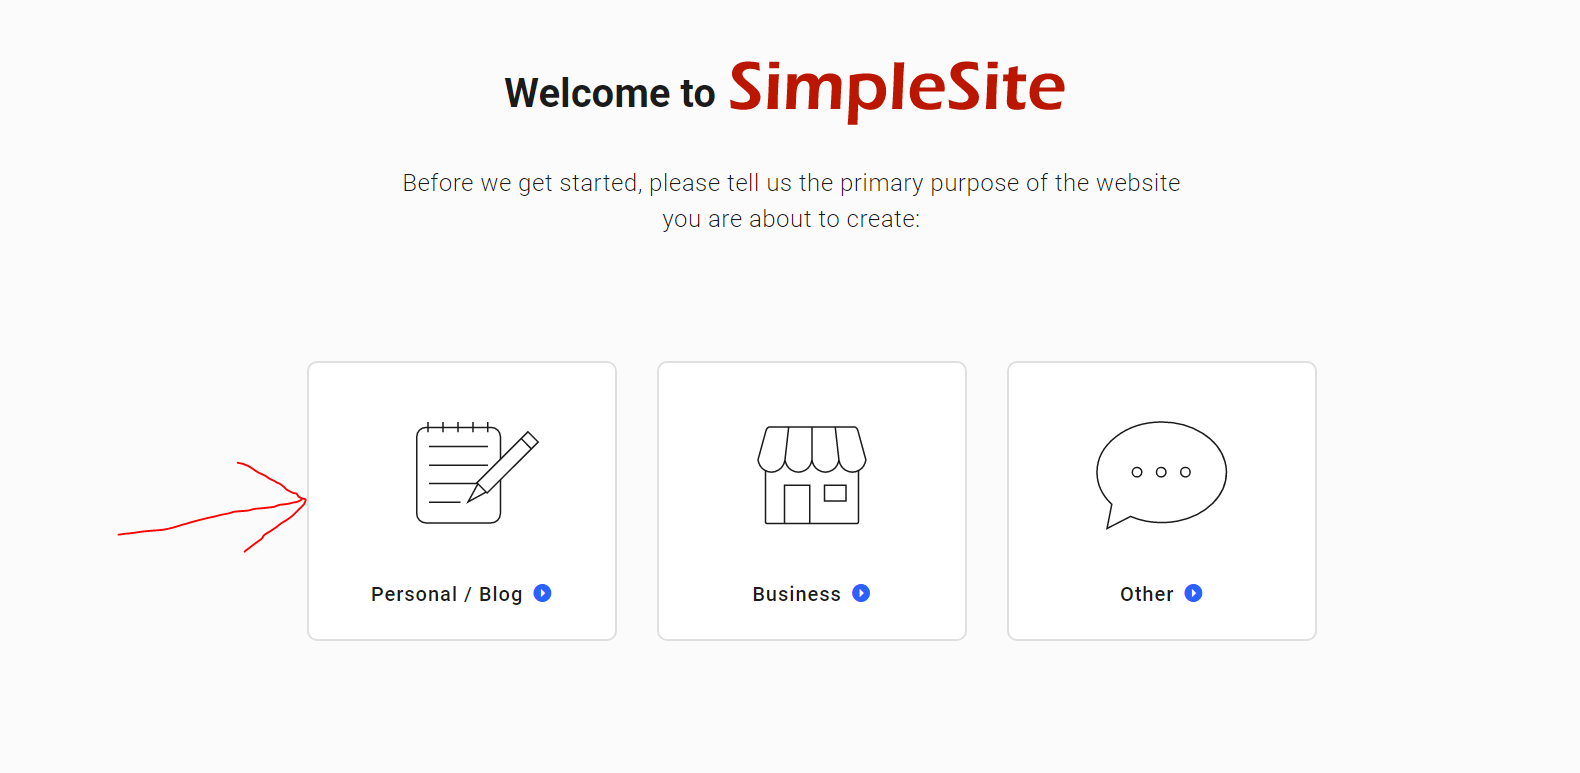 Welcome to SimpleSite
Before we get started, please tell us the primary purpose of the website
you are about to create:
Personal / Blog
Business
Other